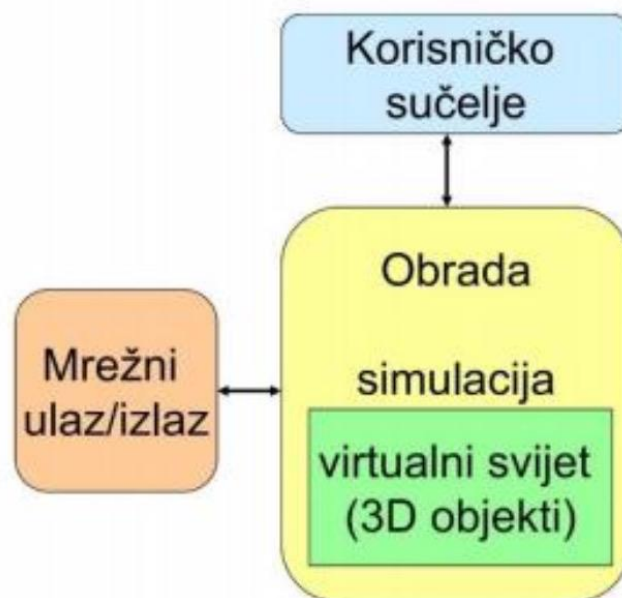 Korisničko
sučelje
Obrada
simulacija
virtualni svijet
(3D objekti)
Mrežni
ulaz/izlaz